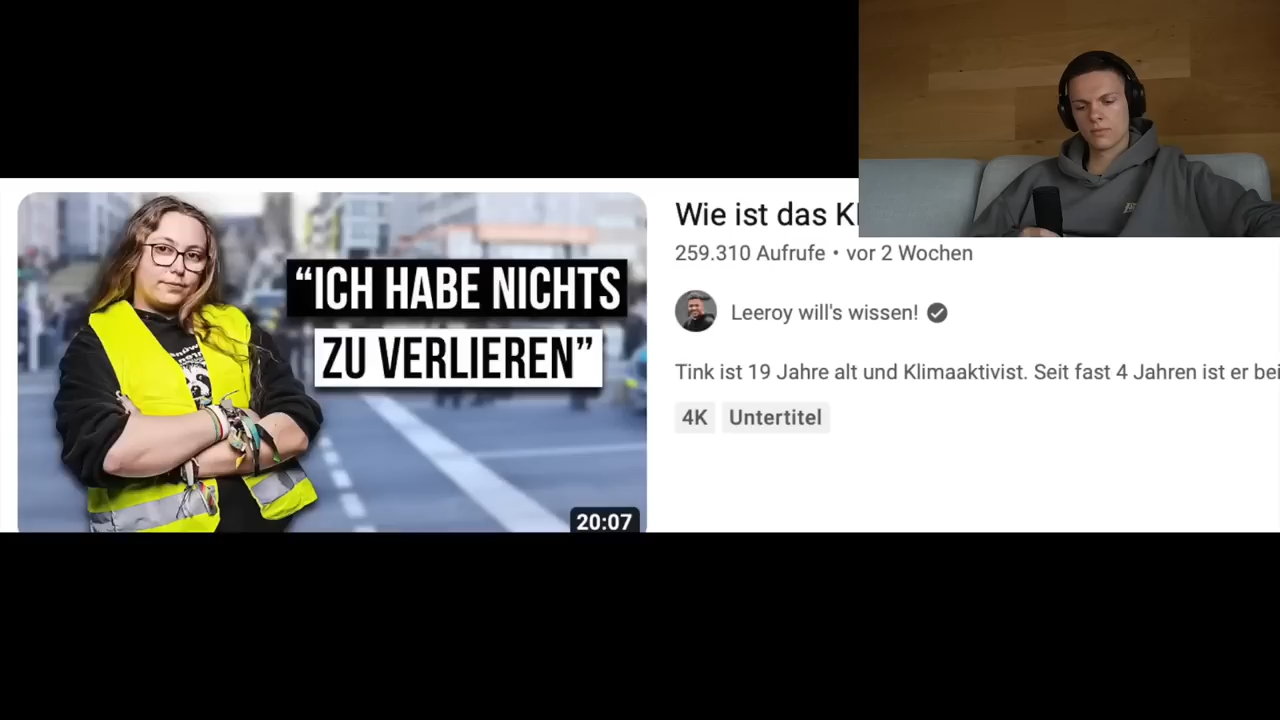 “ICH HABE NICHTS
ZU VERLIEREN”
20:07
Wie ist das
259.310 Aufrufe • vor 2 Wochen
Leeroy will's wissen!
Tink ist 19 Jahre alt und Klimaaktivist. Seit fast 4 Jahren ist er bei
4K Untertitel